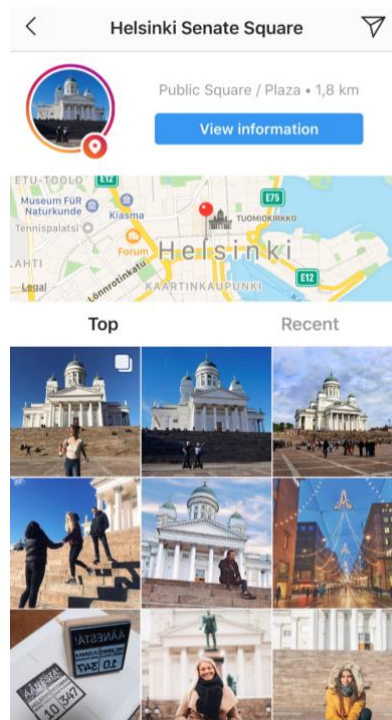 Helsinki Senate Square
Public Square / Plaza • 1,8 km
View information
ETU-TÖÖLÖ
E12
Museum FüR
Naturkunde
Kiasma
E75
Tennispalatsi
TUOMIOKIRKKO
Forum
Helsinki
LAHTI
Lönnrotinkatu
E12
Legal
KAARTINKAUPUNKI
Top
Recent
ÄÄNESTÄ!
10 347
ÄÄNESTÄ!
10 347